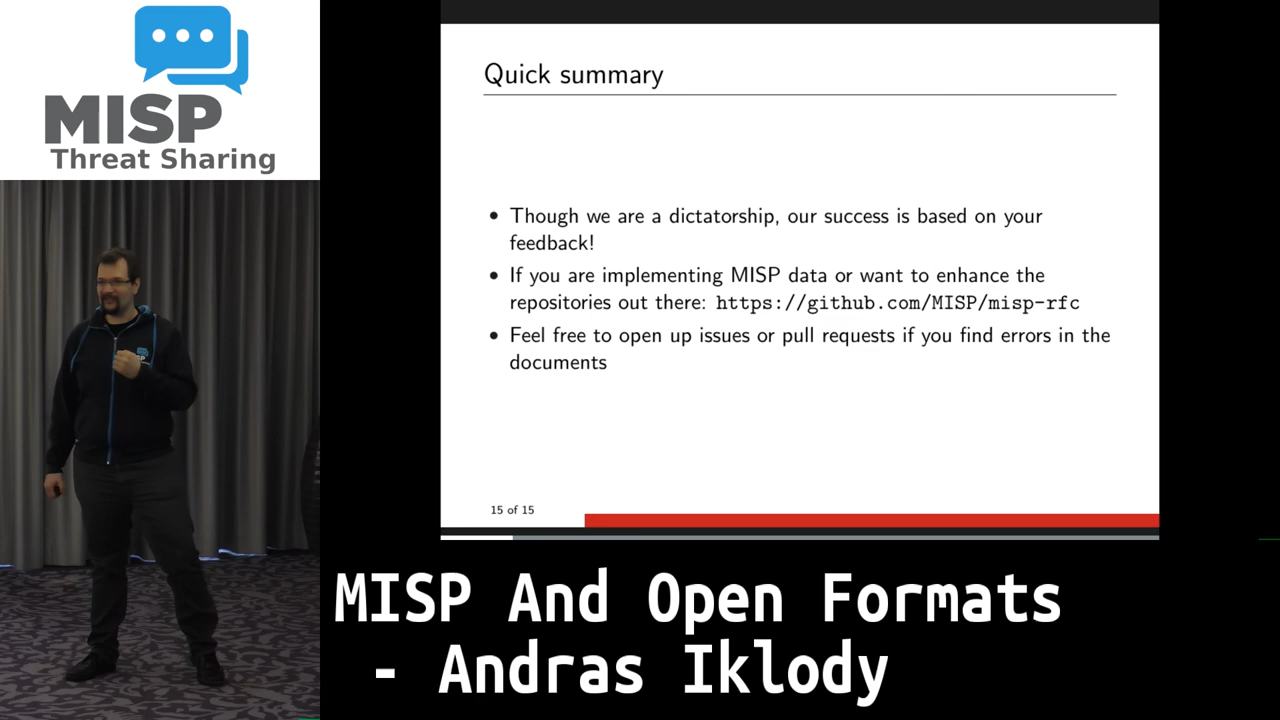 MISP
Threat Sharing
Quick summary
• Though we are a dictatorship, our success is based on your
feedback!
• If you are implementing MISP data or want to enhance the
repositories out there: https://github.com/MISP/misp-rfc
• Feel free to open up issues or pull requests if you find errors in the
documents
15 of 15
MISP And Open Formats
- Andras Iklody